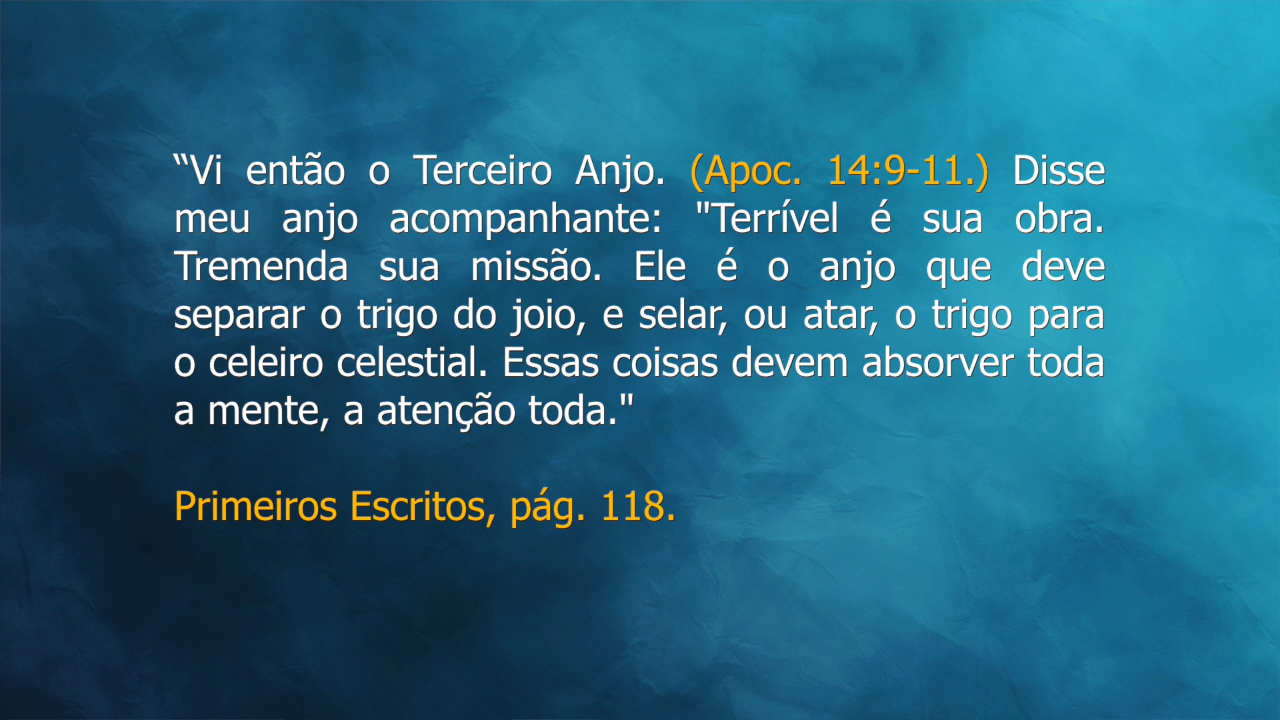 “Vi então o Terceiro Anjo. (Apoc. 14:9-11.) Disse
meu anjo acompanhante: "Terrível é sua obra.
Tremenda sua missão. Ele é o anjo que deve
separar o trigo do joio, e selar, ou atar, o trigo para
o celeiro celestial. Essas coisas devem absorver toda
a mente, a atenção toda."
Primeiros Escritos, pág. 118.